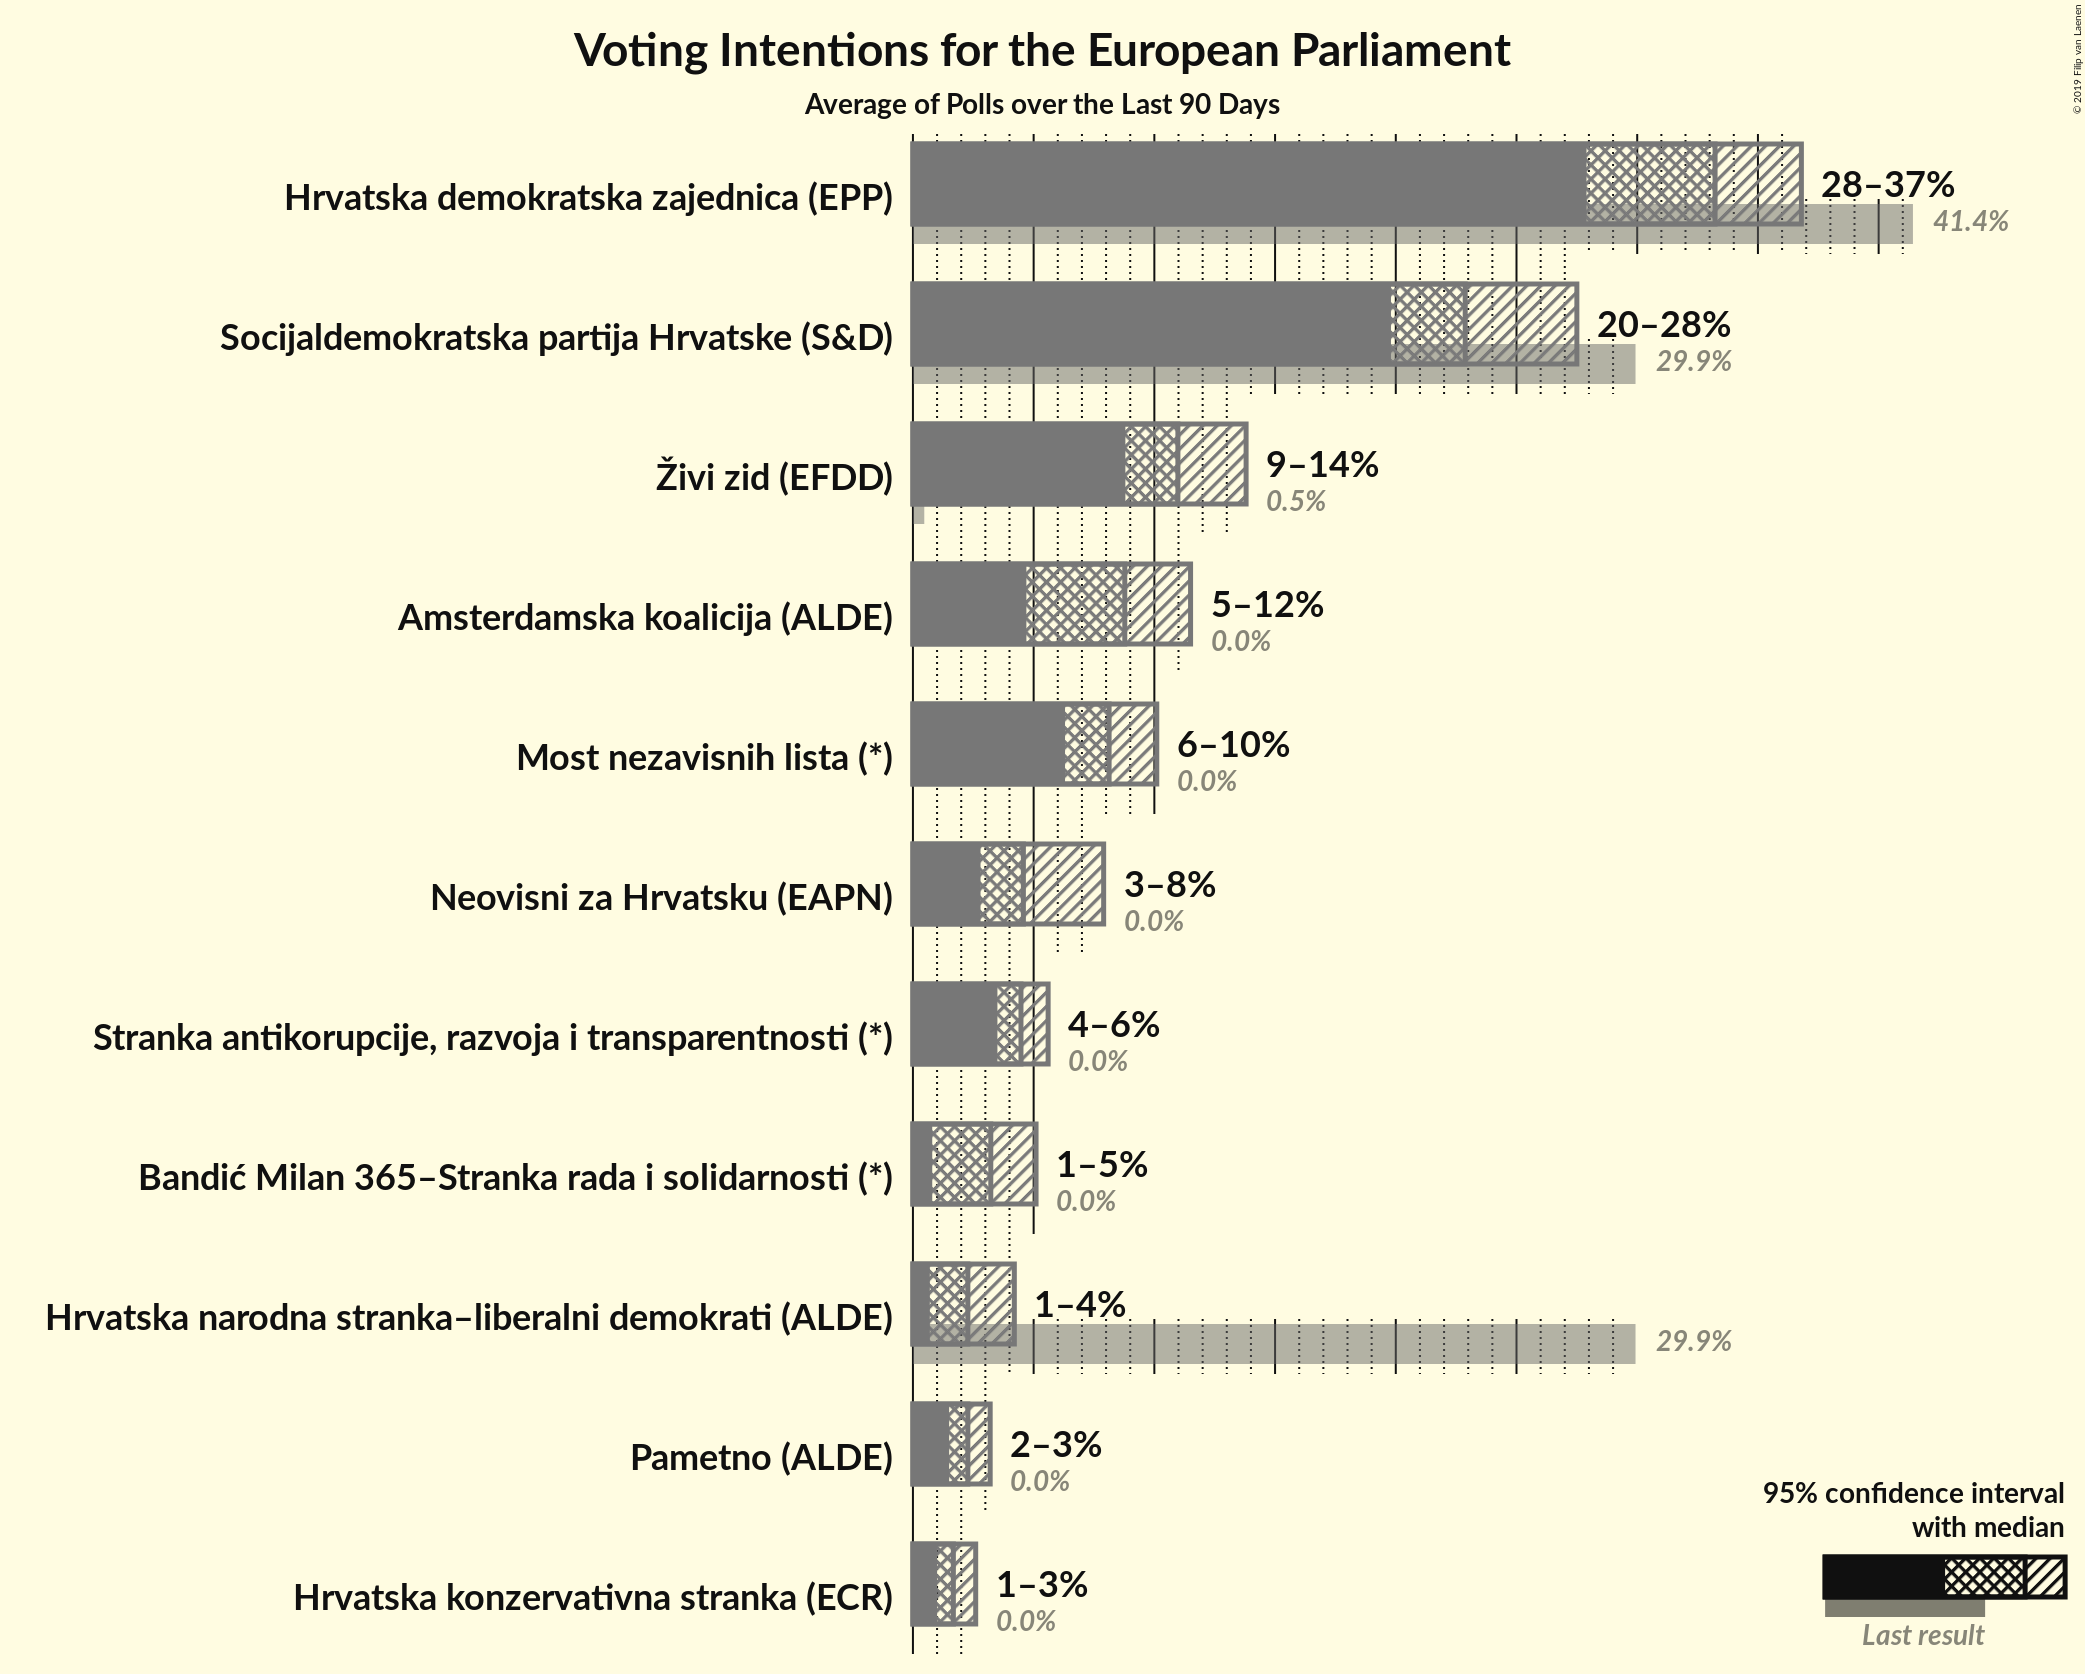 Voting Intentions for the European Parliament
Average of Polls over the Last 90 Days
© 2019 Filip van Laenen
Hrvatska demokratska zajednica (EPP)
28–37%
41.4%
Socijaldemokratska partija Hrvatske (S&D)
20–28%
29.9%
Živi zid (EFDD)
9–14%
0.5%
Amsterdamska koalicija (ALDE)
5–12%
0.0%
Most nezavisnih lista (*)
6–10%
0.0%
Neovisni za Hrvatsku (EAPN)
3–8%
0.0%
Stranka antikorupcije, razvoja i transparentnosti (*)
4–6%
0.0%
Bandić Milan 365–Stranka rada i solidarnosti (*)
1–5%
0.0%
Hrvatska narodna stranka–liberalni demokrati (ALDE)
1–4%
29.9%
Pametno (ALDE)
2–3%
0.0%
Hrvatska konzervativna stranka (ECR)
1–3%
0.0%
95% confidence interval
with median
Last result